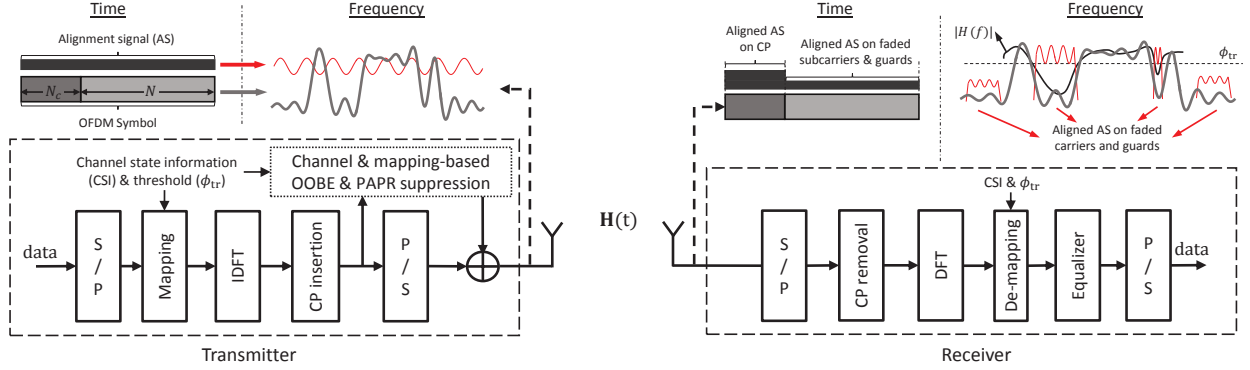 Time
Frequency
Alignment signal (AS)
N_c
N
OFDM Symbol
Channel state information
(CSI) & threshold (ϕ_tr)
Channel & mapping-based
OOBE & PAPR suppression
data
S / P
Mapping
IDFT
CP insertion
P / S
Transmitter
H(t)
Time
Frequency
Aligned AS
on CP
Aligned AS on faded
subcarriers & guards
|H(f)|
ϕ_tr
Aligned AS on faded
carriers and guards
CSI & ϕ_tr
S / P
CP removal
DFT
De-mapping
Equalizer
P / S
data
Receiver